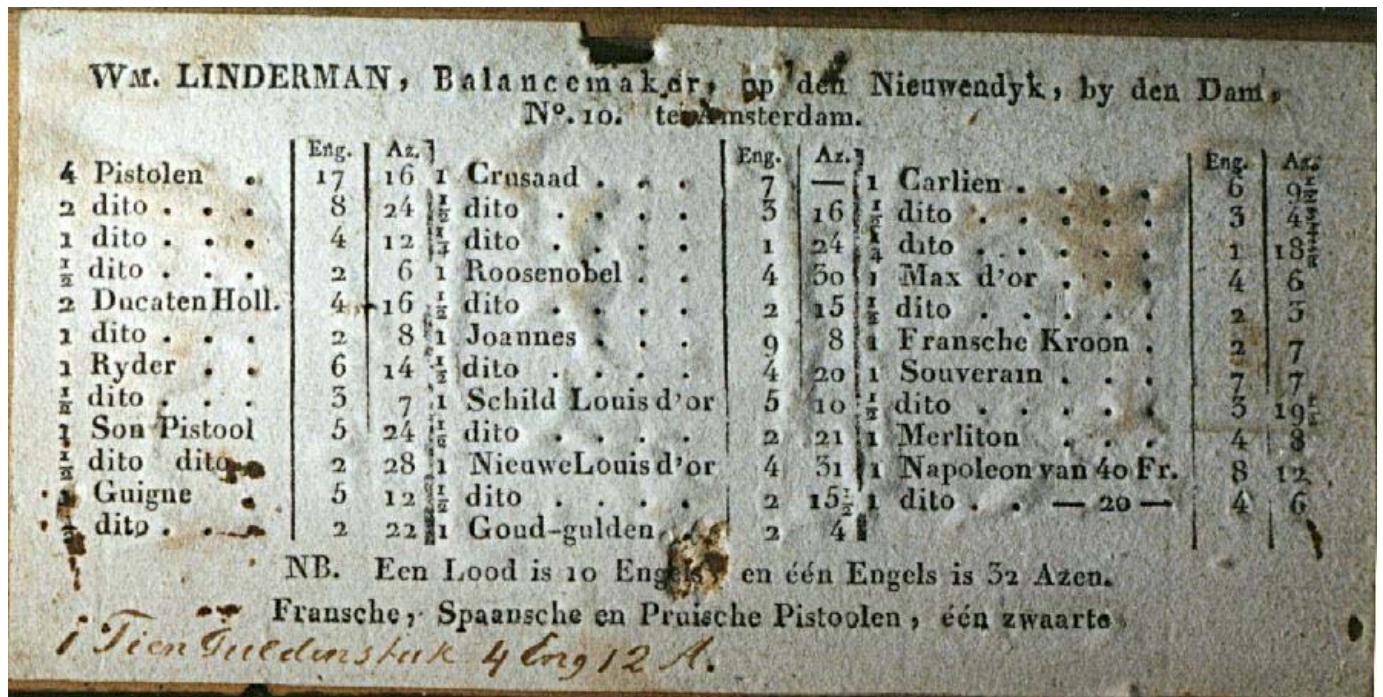 WM. LINDERMAN, Balancemaker, op den Nieuwendyk, by den Dam,
N°. 10. te Amsterdam.
Eng. Az. Eng. Az. Eng. Az.
4 Pistolen . 17 16 1 Crusaad . . . 7 — 1 Carlien . . . . 6 9½
2 dito . . . 8 24 ½ dito . . . . 3 16 ½ dito . . . . . 3 4¾
1 dito . . . 4 12 ¼ dito . . . . 1 24 ¼ dito . . . . . 1 18½
½ dito . . . 2 6 1 Roosenobel . . 4 30 1 Max d'or . . . 4 6
2 Ducaten Holl. 4 16 ½ dito . . . . 2 15 ½ dito . . . . . 2 3
1 dito . . . 2 8 1 Joannes . . . 9 8 1 Fransche Kroon . 2 7
1 Ryder . . 6 14 ½ dito . . . . 4 20 1 Souverain . . . 7 7
½ dito . . . 3 7 1 Schild Louis d'or 5 10 ½ dito . . . . . 3 19½
1 Son Pistool 5 24 ½ dito . . . . 2 21 1 Merliton . . . 4 8
½ dito dito 2 28 1 Nieuwe Louis d'or 4 31 1 Napoleon van 40 Fr. 8 12
1 Guigne . 5 12 ½ dito . . . . 2 15½ 1 dito . . — 20 — 4 6
½ dito . . . 2 22 1 Goud-gulden 2 4
NB. Een Lood is 10 Engels, en één Engels is 32 Azen.
Fransche, Spaansche en Pruische Pistoolen, één zwaarte
1 Tien Guldenstuk 4 Eng 12 A.